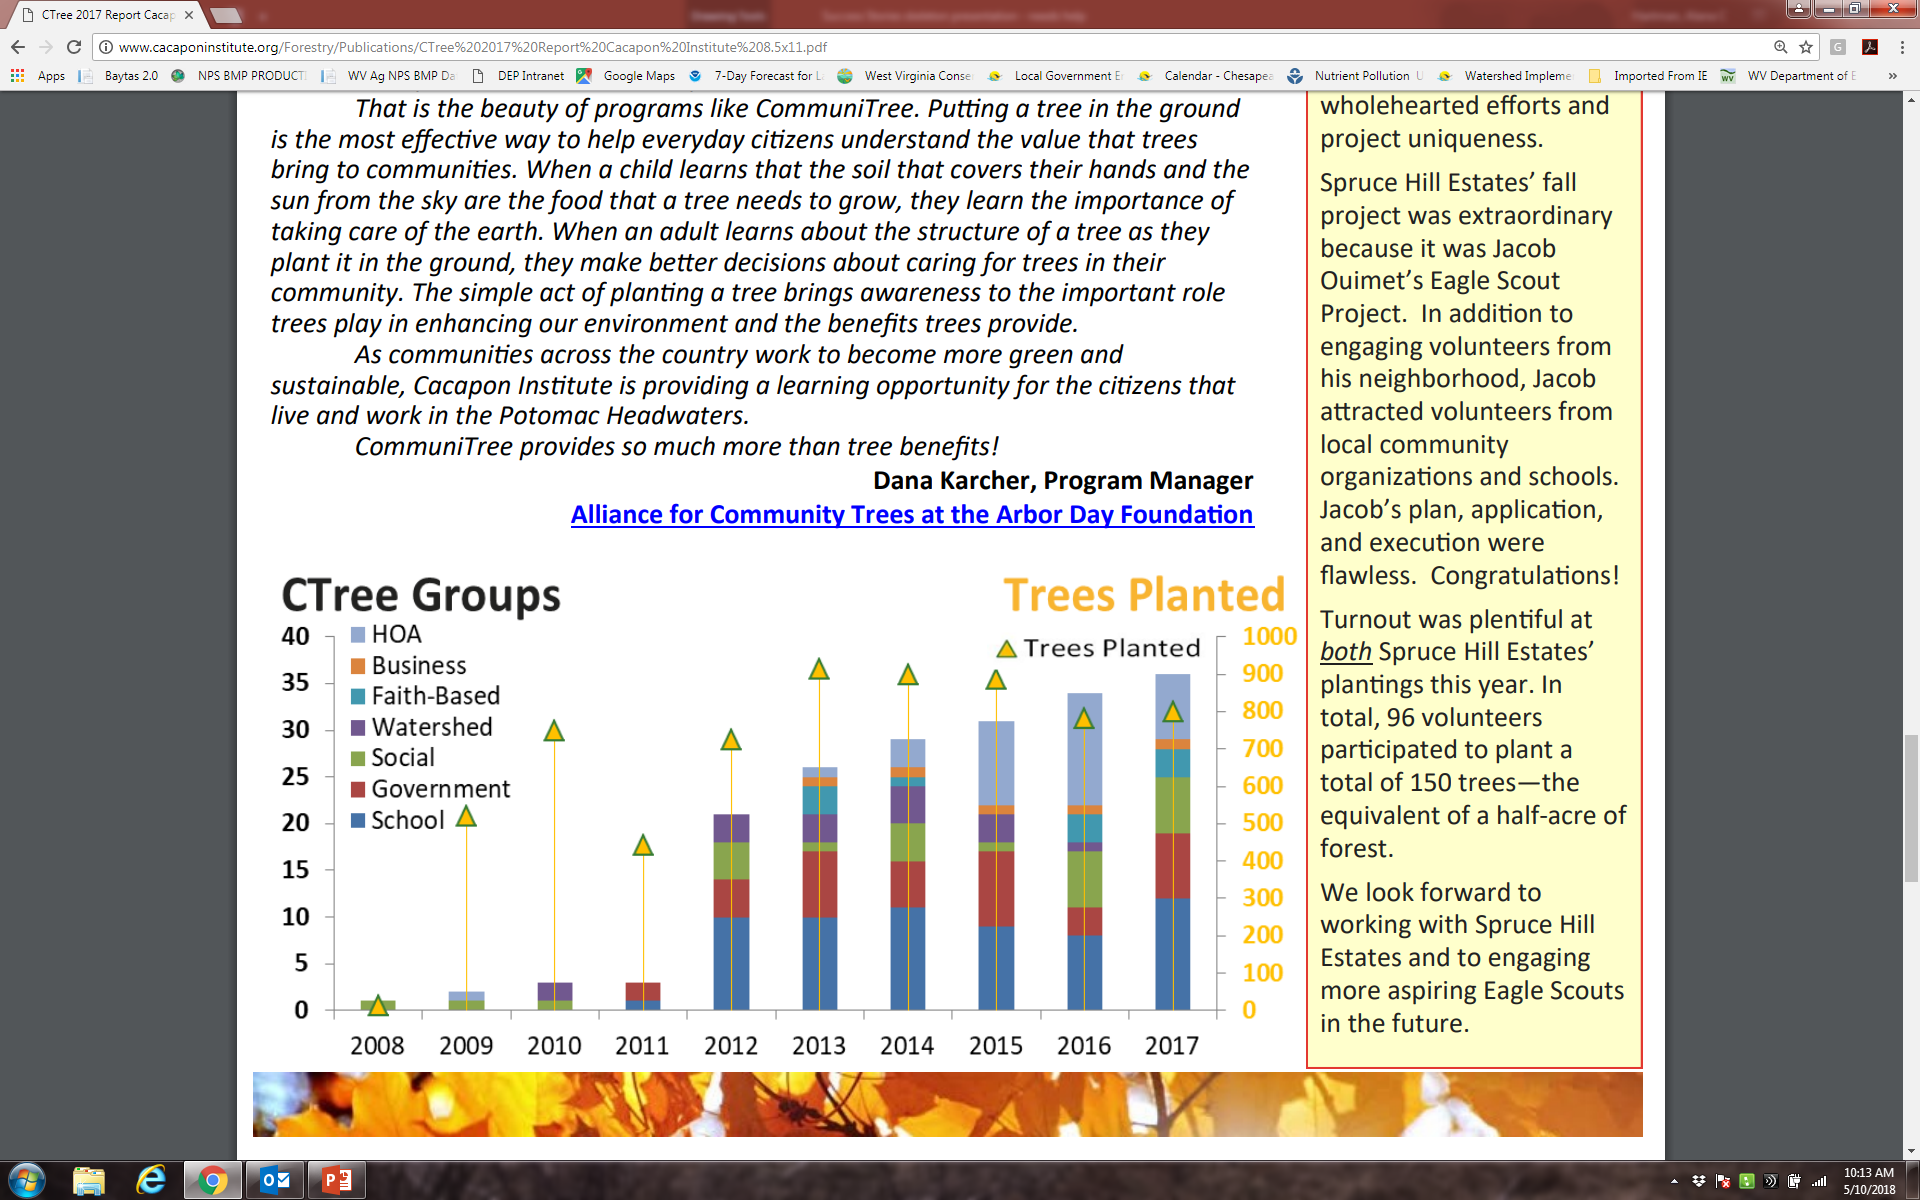 CTree 2017 Report Cacap
www.cacaponinstitute.org/Forestry/Publications/CTree%202017%20Report%20Cacapon%20Institute%208.5x11.pdf
Apps Baytas 2.0 NPS BMP PRODUCTI WV Ag NPS BMP Da DEP Intranet Google Maps 7-Day Forecast for L West Virginia Conse Local Government E Calendar - Chesapea Nutrient Pollution U Watershed Impleme Imported From IE WV Department of E »
That is the beauty of programs like CommuniTree. Putting a tree in the ground
is the most effective way to help everyday citizens understand the value that trees
bring to communities. When a child learns that the soil that covers their hands and the
sun from the sky are the food that a tree needs to grow, they learn the importance of
taking care of the earth. When an adult learns about the structure of a tree as they
plant it in the ground, they make better decisions about caring for trees in their
community. The simple act of planting a tree brings awareness to the important role
trees play in enhancing our environment and the benefits trees provide.
As communities across the country work to become more green and
sustainable, Cacapon Institute is providing a learning opportunity for the citizens that
live and work in the Potomac Headwaters.
CommuniTree provides so much more than tree benefits!
Dana Karcher, Program Manager
Alliance for Community Trees at the Arbor Day Foundation
CTree Groups
Trees Planted
40
35
30
25
20
15
10
5
0
HOA
Business
Faith-Based
Watershed
Social
Government
School
Trees Planted
1000
900
800
700
600
500
400
300
200
100
0
2008 2009 2010 2011 2012 2013 2014 2015 2016 2017
wholehearted efforts and
project uniqueness.
Spruce Hill Estates’ fall
project was extraordinary
because it was Jacob
Ouimet’s Eagle Scout
Project. In addition to
engaging volunteers from
his neighborhood, Jacob
attracted volunteers from
local community
organizations and schools.
Jacob’s plan, application,
and execution were
flawless. Congratulations!
Turnout was plentiful at
both Spruce Hill Estates’
plantings this year. In
total, 96 volunteers
participated to plant a
total of 150 trees—the
equivalent of a half-acre of
forest.
We look forward to
working with Spruce Hill
Estates and to engaging
more aspiring Eagle Scouts
in the future.
10:13 AM
5/10/2018